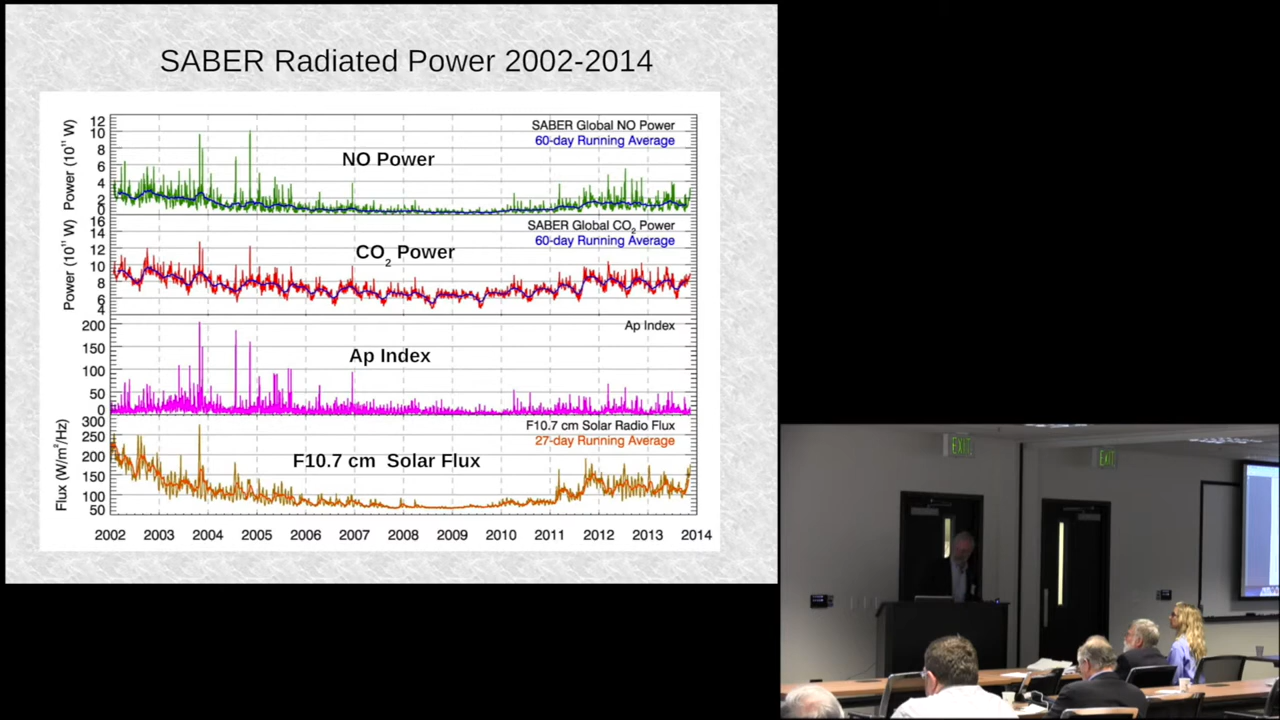 SABER Radiated Power 2002-2014
12
10
8
6
4
2
0
Power (10¹¹ W)
SABER Global NO Power
60-day Running Average
NO Power
16
14
12
10
8
6
4
Power (10¹¹ W)
SABER Global CO₂ Power
60-day Running Average
CO₂ Power
200
150
100
50
0
Ap Index
Ap Index
300
250
200
150
100
50
Flux (W/m²/Hz)
F10.7 cm Solar Radio Flux
27-day Running Average
F10.7 cm Solar Flux
2002 2003 2004 2005 2006 2007 2008 2009 2010 2011 2012 2013 2014
EXIT
EXIT